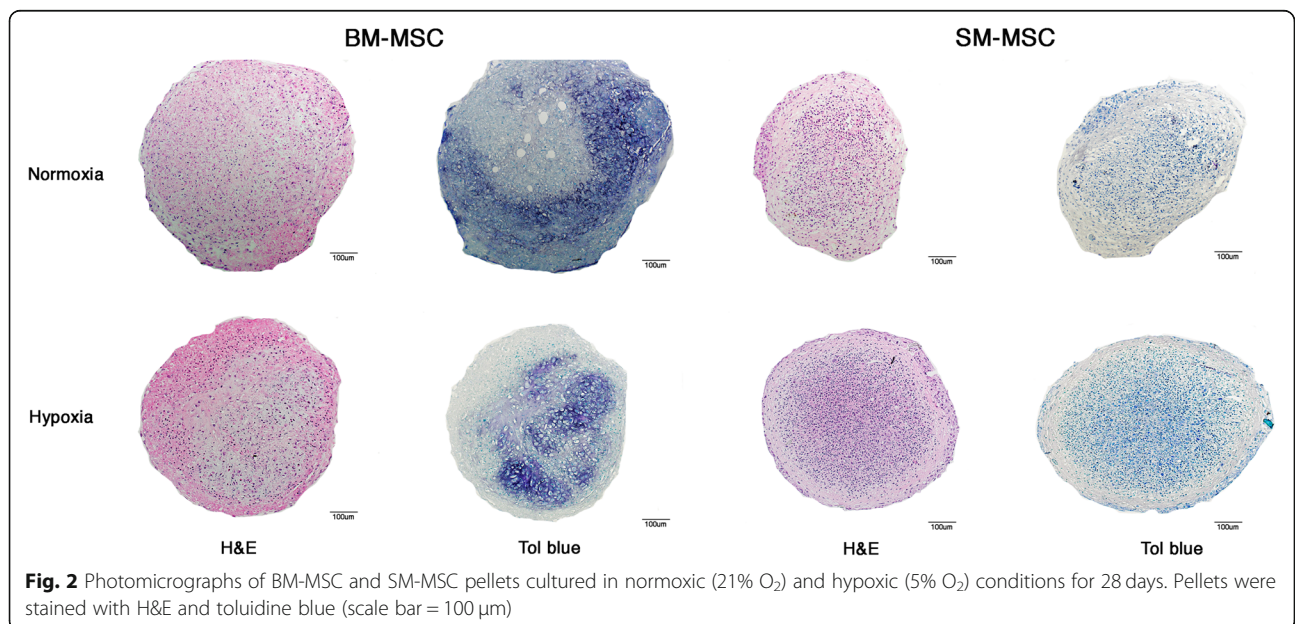 BM-MSC SM-MSC
Normoxia
100um 100um 100um 100um
Hypoxia
100um 100um 100um 100um
H&E Tol blue H&E Tol blue
Fig. 2 Photomicrographs of BM-MSC and SM-MSC pellets cultured in normoxic (21% O₂) and hypoxic (5% O₂) conditions for 28 days. Pellets were
stained with H&E and toluidine blue (scale bar = 100 μm)